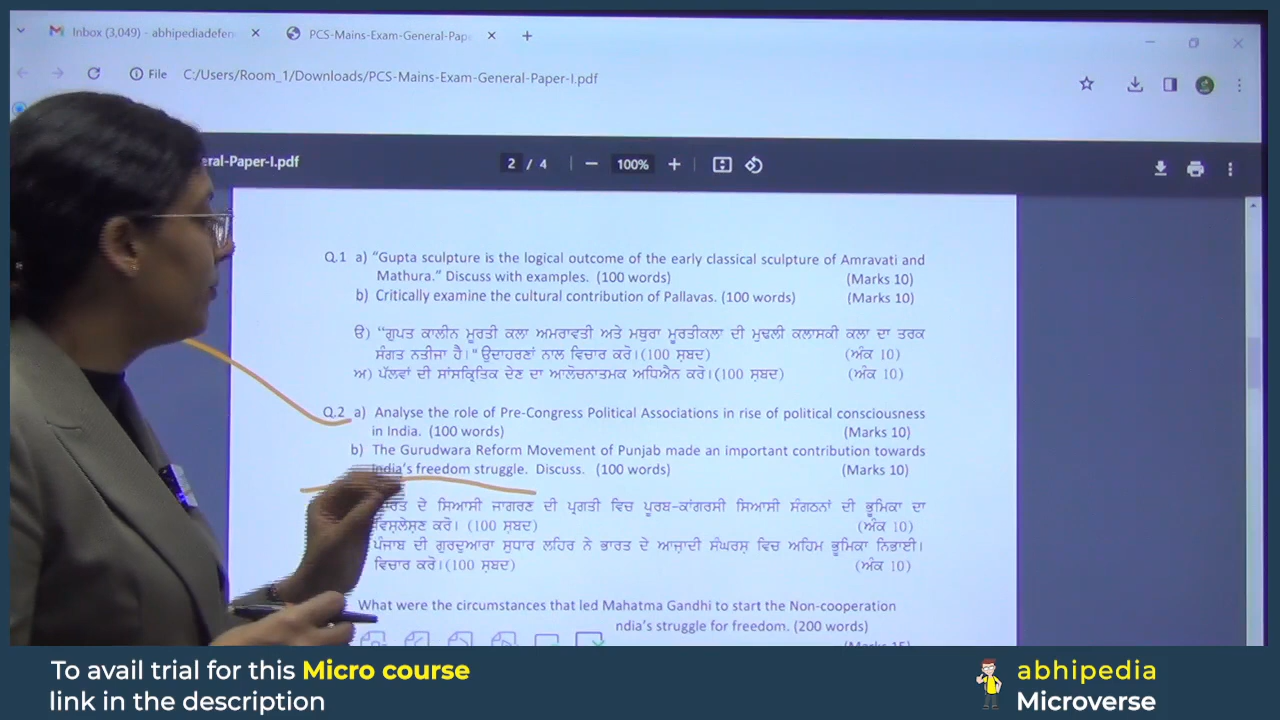 Inbox (3,049) - abhipediadefen
PCS-Mains-Exam-General-Pap
File C:/Users/Room_1/Downloads/PCS-Mains-Exam-General-Paper-I.pdf
eral-Paper-I.pdf
2 / 4
100%
Q.1 a) “Gupta sculpture is the logical outcome of the early classical sculpture of Amravati and
Mathura.” Discuss with examples. (100 words) (Marks 10)
b) Critically examine the cultural contribution of Pallavas. (100 words) (Marks 10)
ੳ) “ਗੁਪਤ ਕਾਲੀਨ ਮੂਰਤੀ ਕਲਾ ਅਮਰਾਵਤੀ ਅਤੇ ਮਥੁਰਾ ਮੂਰਤੀਕਲਾ ਦੀ ਮੁਢਲੀ ਕਲਾਸਕੀ ਕਲਾ ਦਾ ਤਰਕ
ਸੰਗਤ ਨਤੀਜਾ ਹੈ।” ਉਦਾਹਰਣਾਂ ਨਾਲ ਵਿਚਾਰ ਕਰੋ।(100 ਸ਼ਬਦ) (ਅੰਕ 10)
ਅ) ਪੱਲਵਾਂ ਦੀ ਸਾਂਸਕ੍ਰਿਤਿਕ ਦੇਣ ਦਾ ਆਲੋਚਨਾਤਮਕ ਅਧਿਐਨ ਕਰੋ।(100 ਸ਼ਬਦ) (ਅੰਕ 10)
Q.2 a) Analyse the role of Pre-Congress Political Associations in rise of political consciousness
in India. (100 words) (Marks 10)
b) The Gurudwara Reform Movement of Punjab made an important contribution towards
India’s freedom struggle. Discuss. (100 words) (Marks 10)
ਦੇ ਸਿਆਸੀ ਜਾਗਰਣ ਦੀ ਪ੍ਰਗਤੀ ਵਿਚ ਪੂਰਬ-ਕਾਂਗਰਸੀ ਸਿਆਸੀ ਸੰਗਠਨਾਂ ਦੀ ਭੂਮਿਕਾ ਦਾ
ਵਿਸ਼ਲੇਸ਼ਣ ਕਰੋ। (100 ਸ਼ਬਦ) (ਅੰਕ 10)
ਪੰਜਾਬ ਦੀ ਗੁਰਦੁਆਰਾ ਸੁਧਾਰ ਲਹਿਰ ਨੇ ਭਾਰਤ ਦੇ ਆਜ਼ਾਦੀ ਸੰਘਰਸ਼ ਵਿਚ ਅਹਿਮ ਭੂਮਿਕਾ ਨਿਭਾਈ।
ਵਿਚਾਰ ਕਰੋ।(100 ਸ਼ਬਦ) (ਅੰਕ 10)
What were the circumstances that led Mahatma Gandhi to start the Non-cooperation
ndia’s struggle for freedom. (200 words)
To avail trial for this Micro course
link in the description
abhipedia
Microverse